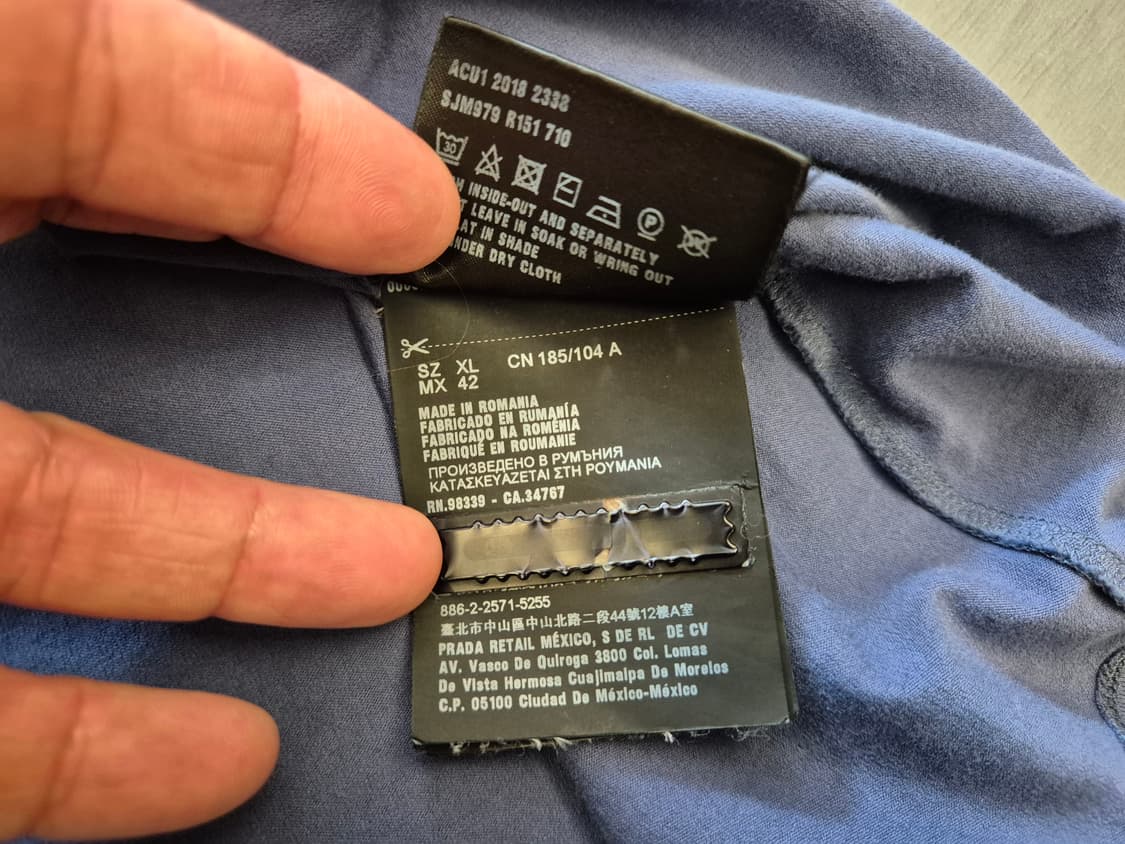 ACU1 2018 2338
SJM979 R151 710
30
P
INSIDE-OUT AND SEPARATELY
LEAVE IN SOAK OR WRING OUT
IN SHADE
DRY CLOTH
SZ XL CN 185/104 A
MX 42
MADE IN ROMANIA
FABRICADO EN RUMANÍA
FABRICADO NA ROMÉNIA
FABRIQUÉ EN ROUMANIE
ПРОИЗВЕДЕНО В РУМЪНИЯ
ΚΑΤΑΣΚΕΥΑΖΕΤΑΙ ΣΤΗ ΡΟΥΜΑΝΙΑ
RN.98339 - CA.34767
886-2-2571-5255
臺北市中山區中山北路二段44號12樓A室
PRADA RETAIL MÉXICO, S DE RL DE CV
AV. Vasco De Quiroga 3800 Col. Lomas
De Vista Hermosa Cuajimalpa De Morelos
C.P. 05100 Ciudad De México-México